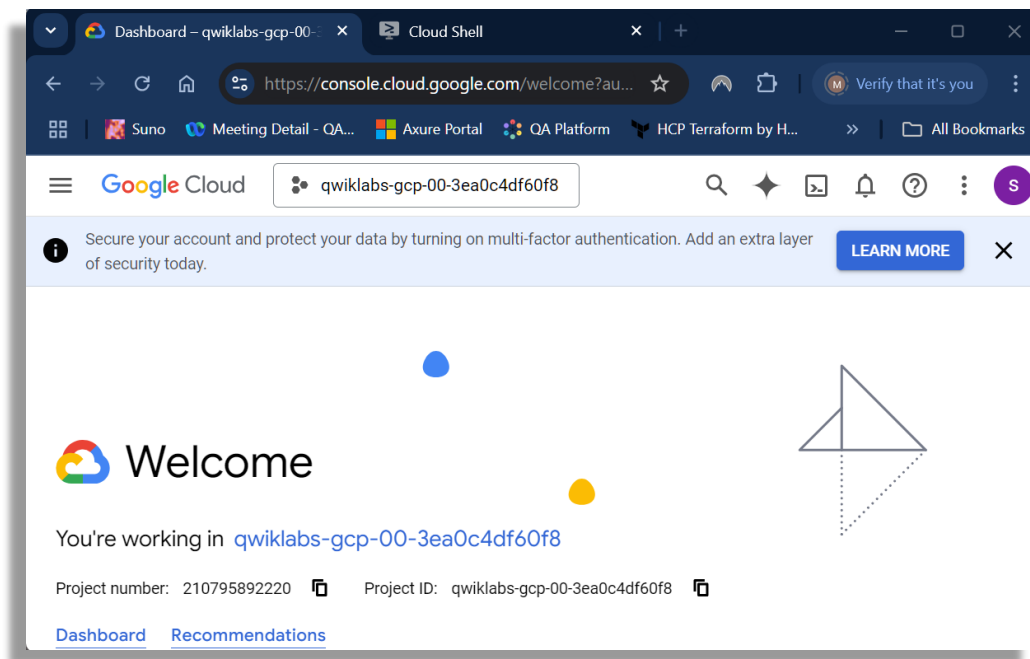 Dashboard – qwiklabs-gcp-00-3
Cloud Shell
https://console.cloud.google.com/welcome?au...
M
Verify that it's you
Suno
Meeting Detail - QA...
Axure Portal
QA Platform
HCP Terraform by H...
»
All Bookmarks
Google Cloud
qwiklabs-gcp-00-3ea0c4df60f8
S
Secure your account and protect your data by turning on multi-factor authentication. Add an extra layer
of security today.
LEARN MORE
Welcome
You're working in qwiklabs-gcp-00-3ea0c4df60f8
Project number: 210795892220
Project ID: qwiklabs-gcp-00-3ea0c4df60f8
Dashboard
Recommendations